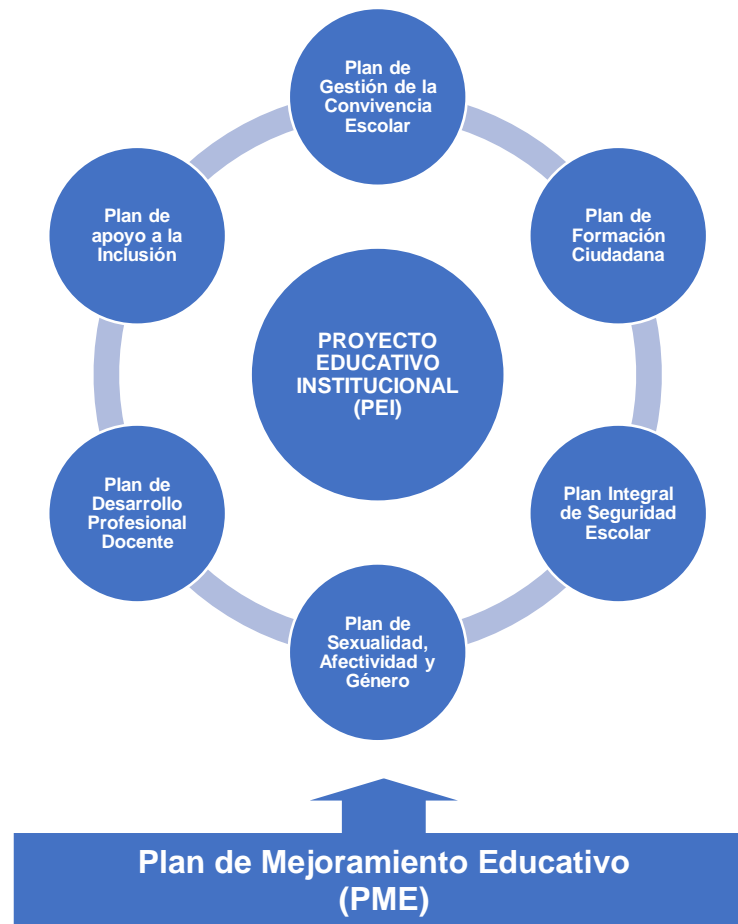 Plan de
Gestión de la
Convivencia
Escolar
Plan de
apoyo a la
Inclusión
Plan de
Formación
Ciudadana
PROYECTO
EDUCATIVO
INSTITUCIONAL
(PEI)
Plan de
Desarrollo
Profesional
Docente
Plan Integral
de Seguridad
Escolar
Plan de
Sexualidad,
Afectividad y
Género
Plan de Mejoramiento Educativo
(PME)